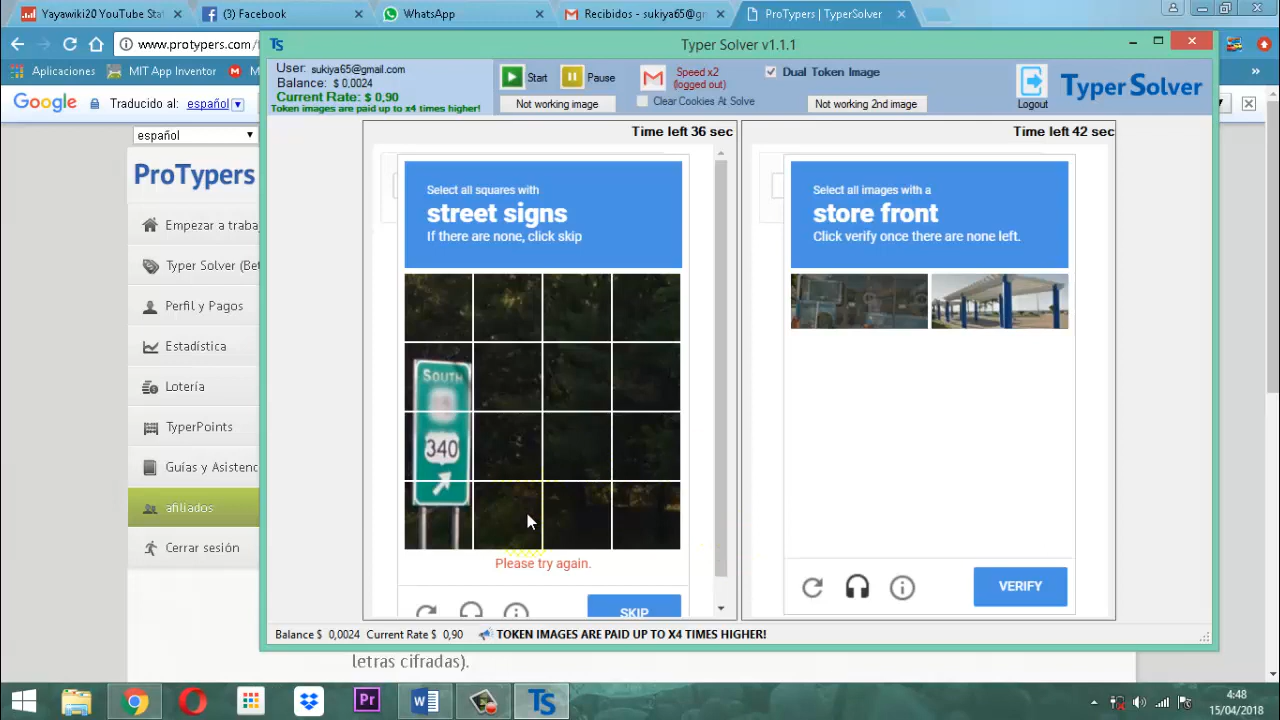 Yayawiki20 YouTube Sta
(3) Facebook
WhatsApp
Recibidos - sukiya65@gm
ProTypers | TyperSolver
www.protypers.com/
Aplicaciones
MIT App Inventor
Google
Traducido al: español
español
ProTypers
Empezar a traba
Typer Solver (Bet
Perfil y Pagos
Estadística
Lotería
TyperPoints
Guías y Asistenc
afiliados
Cerrar sesión
letras cifradas).
TS
Typer Solver v1.1.1
User: sukiya65@gmail.com
Balance: $ 0,0024
Current Rate: $ 0,90
Token images are paid up to x4 times higher!
Start
Pause
Not working image
Speed x2
(logged out)
Clear Cookies At Solve
Dual Token Image
Not working 2nd image
Logout
TyperSolver
Time left 36 sec
Select all squares with
street signs
If there are none, click skip
SOUTH
340
Please try again.
SKIP
Time left 42 sec
Select all images with a
store front
Click verify once there are none left.
VERIFY
Balance $ 0,0024 Current Rate $ 0,90 TOKEN IMAGES ARE PAID UP TO X4 TIMES HIGHER!
Pr
TS
4:48
15/04/2018